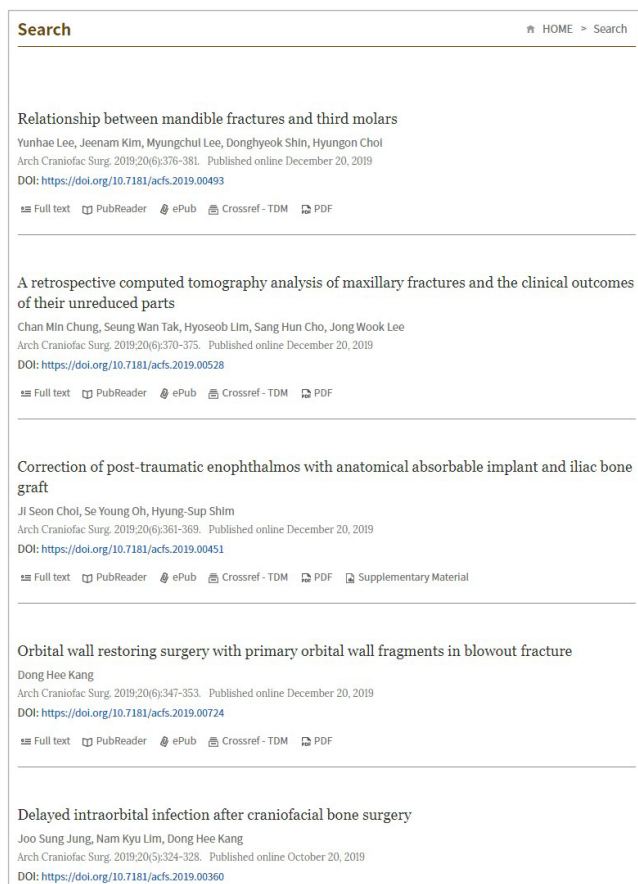 Search
HOME > Search
Relationship between mandible fractures and third molars
Yunhae Lee, Jeenam Kim, Myungchul Lee, Donghyeok Shin, Hyungon Choi
Arch Craniofac Surg. 2019;20(6):376-381. Published online December 20, 2019
DOI: https://doi.org/10.7181/acfs.2019.00493
Full text PubReader ePub Crossref - TDM PDF
A retrospective computed tomography analysis of maxillary fractures and the clinical outcomes
of their unreduced parts
Chan Min Chung, Seung Wan Tak, Hyoseob Lim, Sang Hun Cho, Jong Wook Lee
Arch Craniofac Surg. 2019;20(6):370-375. Published online December 20, 2019
DOI: https://doi.org/10.7181/acfs.2019.00528
Full text PubReader ePub Crossref - TDM PDF
Correction of post-traumatic enophthalmos with anatomical absorbable implant and iliac bone
graft
Ji Seon Choi, Se Young Oh, Hyung-Sup Shim
Arch Craniofac Surg. 2019;20(6):361-369. Published online December 20, 2019
DOI: https://doi.org/10.7181/acfs.2019.00451
Full text PubReader ePub Crossref - TDM PDF Supplementary Material
Orbital wall restoring surgery with primary orbital wall fragments in blowout fracture
Dong Hee Kang
Arch Craniofac Surg. 2019;20(6):347-353. Published online December 20, 2019
DOI: https://doi.org/10.7181/acfs.2019.00724
Full text PubReader ePub Crossref - TDM PDF
Delayed intraorbital infection after craniofacial bone surgery
Joo Sung Jung, Nam Kyu Lim, Dong Hee Kang
Arch Craniofac Surg. 2019;20(5):324-328. Published online October 20, 2019
DOI: https://doi.org/10.7181/acfs.2019.00360